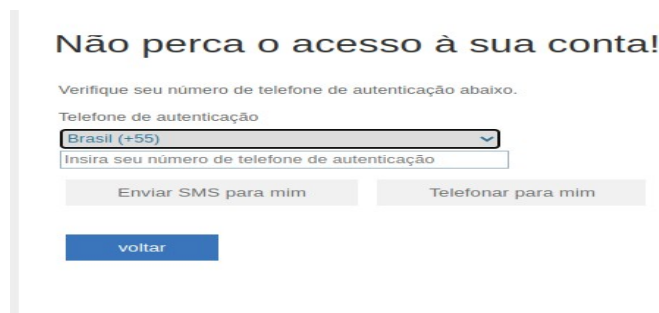 Não perca o acesso à sua conta!
Verifique seu número de telefone de autenticação abaixo.
Telefone de autenticação
Brasil (+55)
Insira seu número de telefone de autenticação
Enviar SMS para mim
Telefonar para mim
voltar